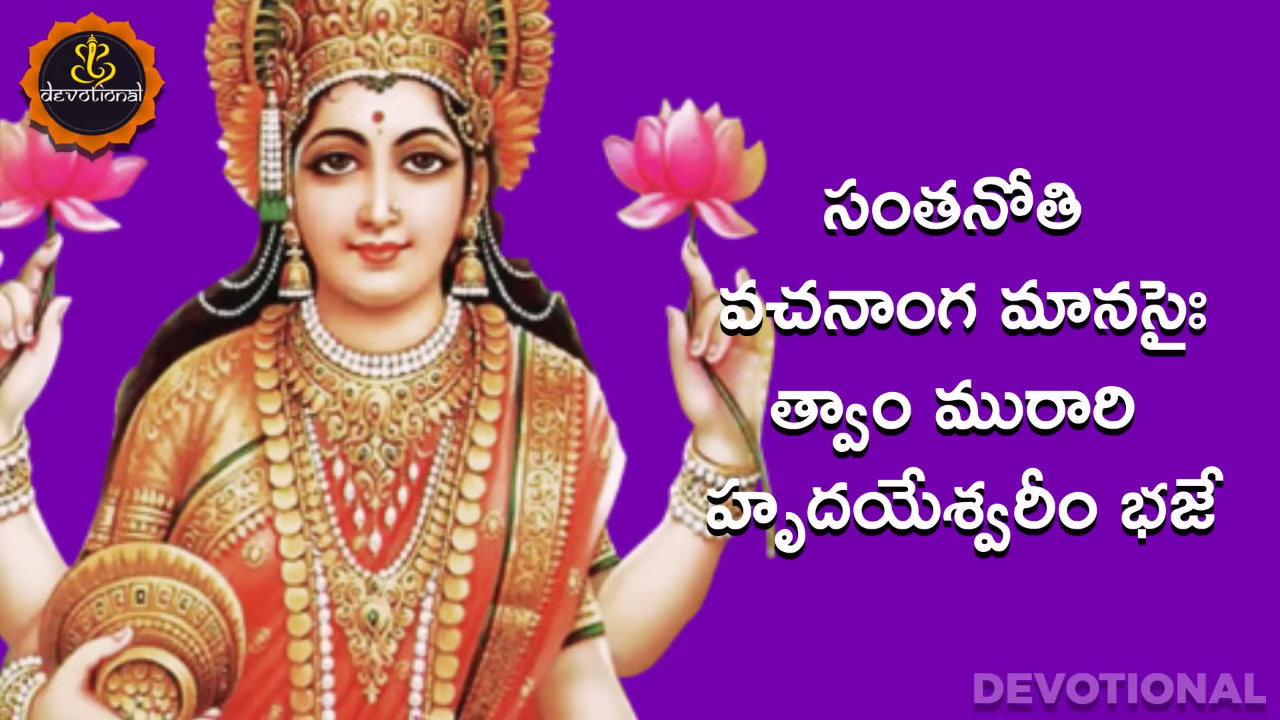 devotional
సంతనోతి
వచనాంగ మానసైః
త్వాం మురారి
హృదయేశ్వరీం భజే
DEVOTIONAL